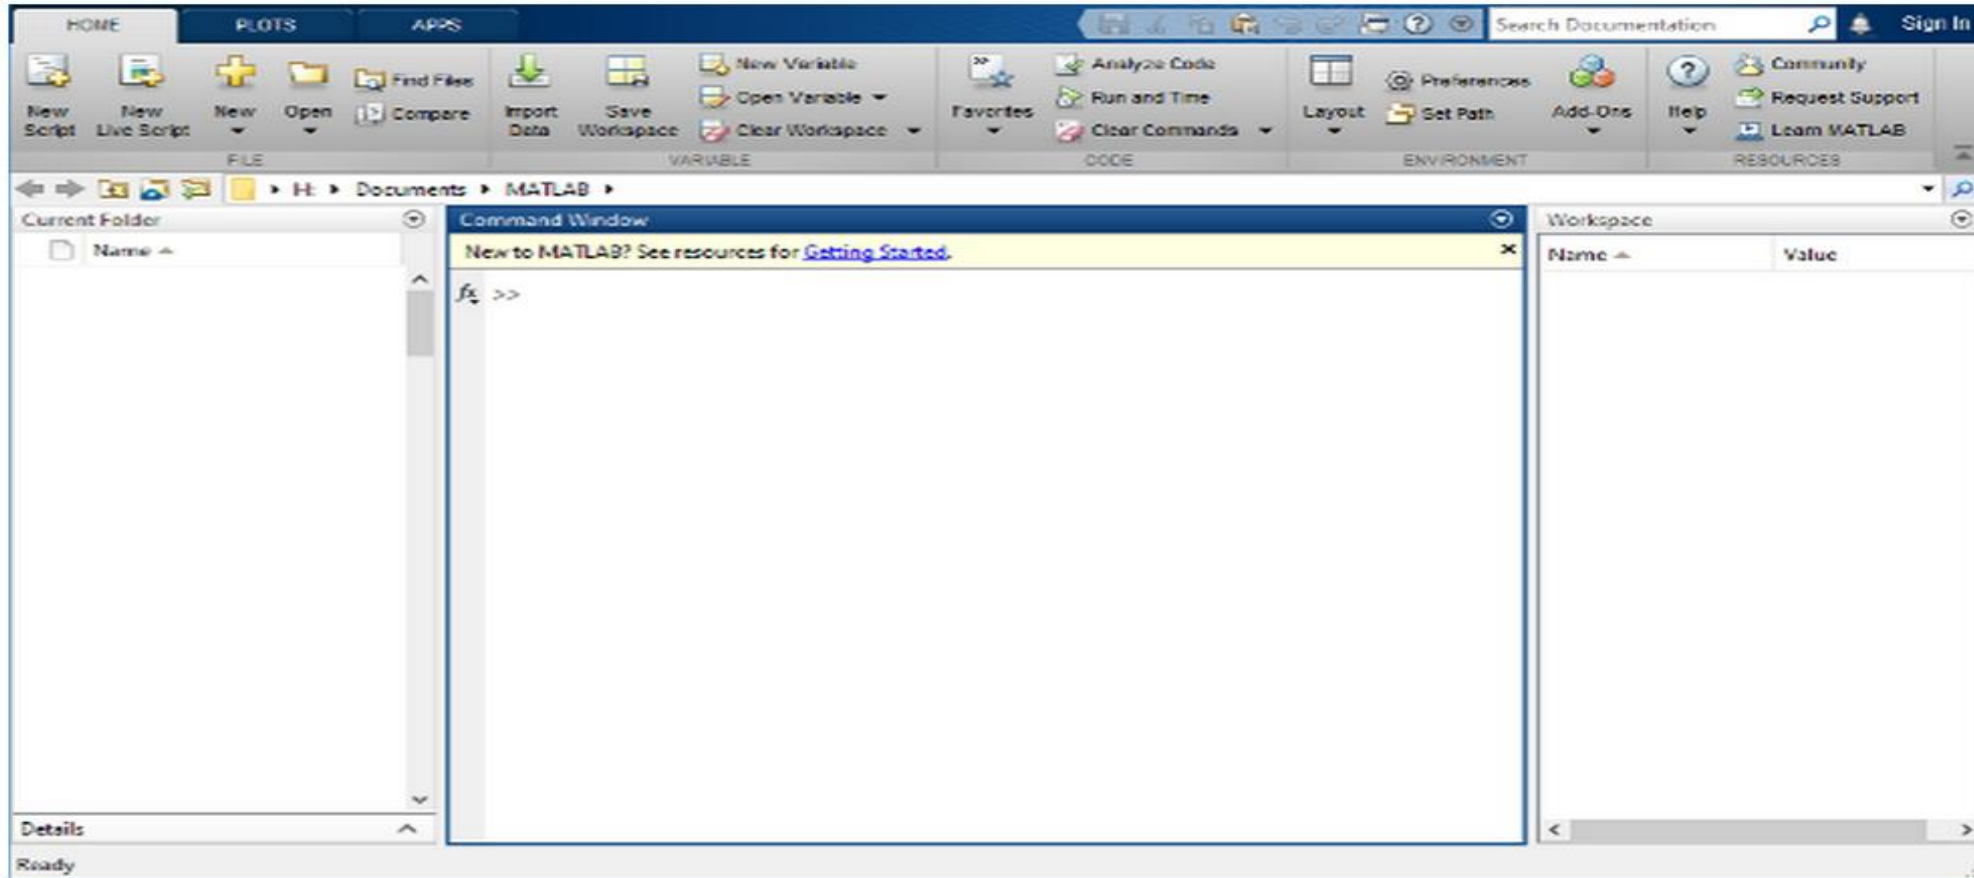 HOME PLOTS APPS Search Documentation Sign In
New Script
New Live Script
New
Open
Find Files
Compare
Import Data
Save Workspace
New Variable
Open Variable
Clear Workspace
Favorites
Analyze Code
Run and Time
Clear Commands
Layout
Preferences
Set Path
Add-Ons
Help
Community
Request Support
Learn MATLAB
FILE VARIABLE CODE ENVIRONMENT RESOURCES
H: Documents MATLAB
Current Folder
Name
Command Window
New to MATLAB? See resources for Getting Started.
fx >>
Workspace
Name Value
Details
Ready